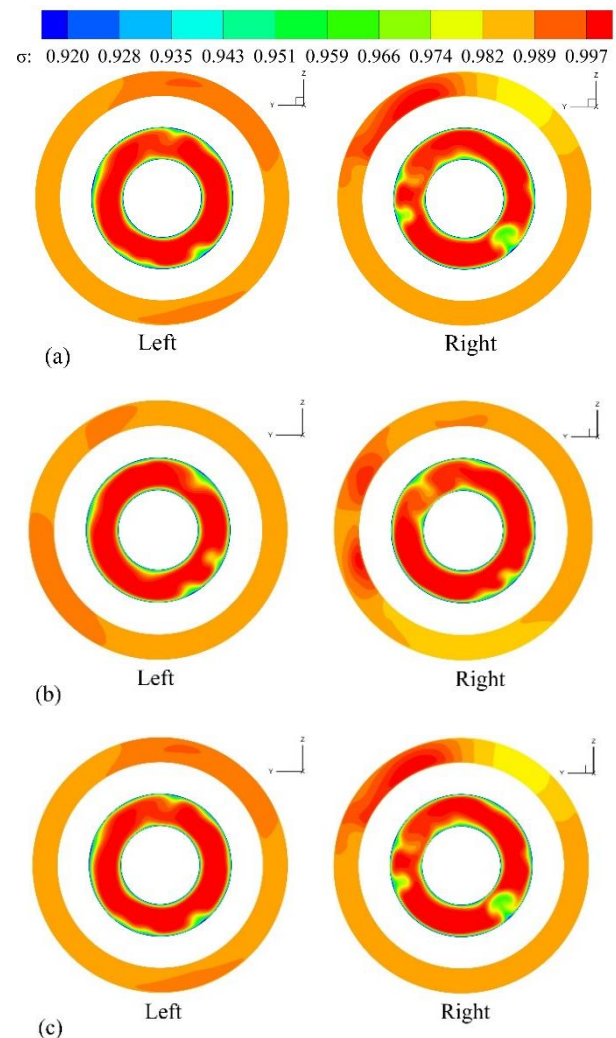 σ: 0.920 0.928 0.935 0.943 0.951 0.959 0.966 0.974 0.982 0.989 0.997
Z Z
Y X Y X
Left Right
(a)
Z Z
Y X Y X
Left Right
(b)
Z Z
Y X Y X
Left Right
(c)